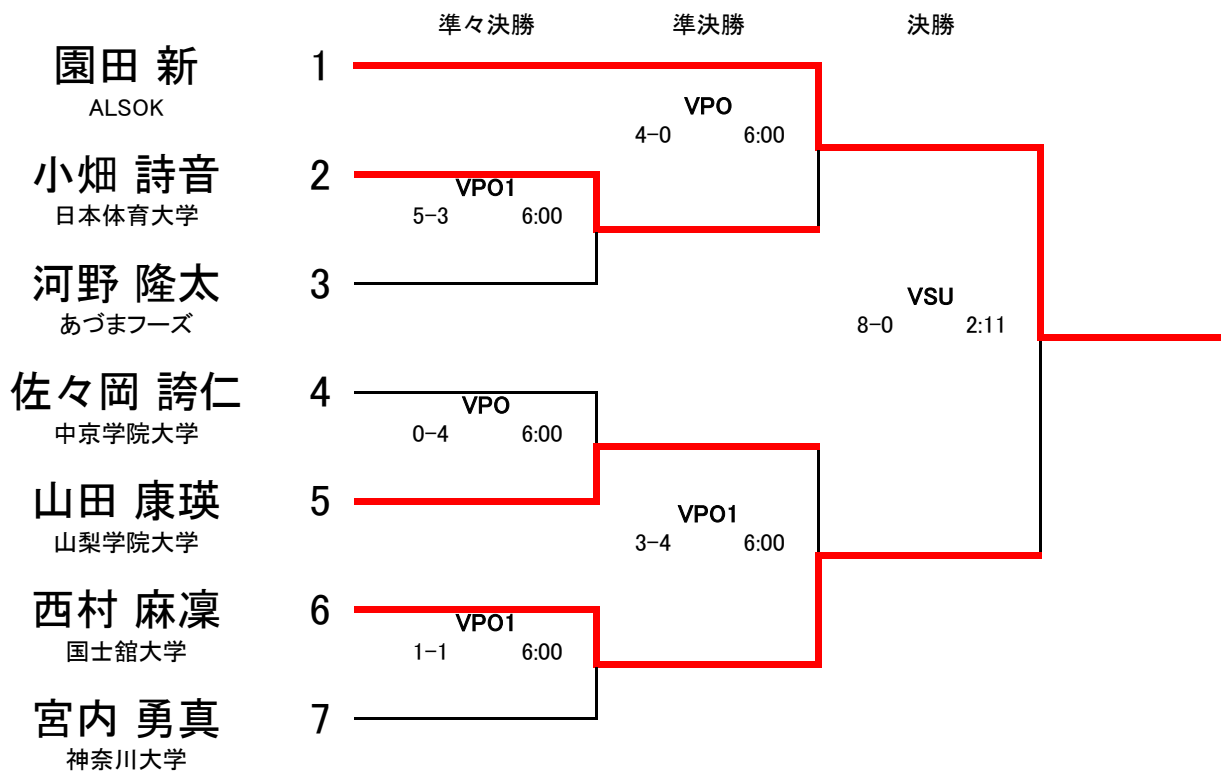 準々決勝 準決勝 決勝
園田 新 1
ALSOK
VPO
4-0 6:00
小畑 詩音 2
日本体育大学
VPO1
5-3 6:00
河野 隆太 3
あづまフーズ
VSU
8-0 2:11
佐々岡 誇仁 4
中京学院大学
VPO
0-4 6:00
山田 康瑛 5
山梨学院大学
VPO1
3-4 6:00
西村 麻凜 6
国士舘大学
VPO1
1-1 6:00
宮内 勇真 7
神奈川大学